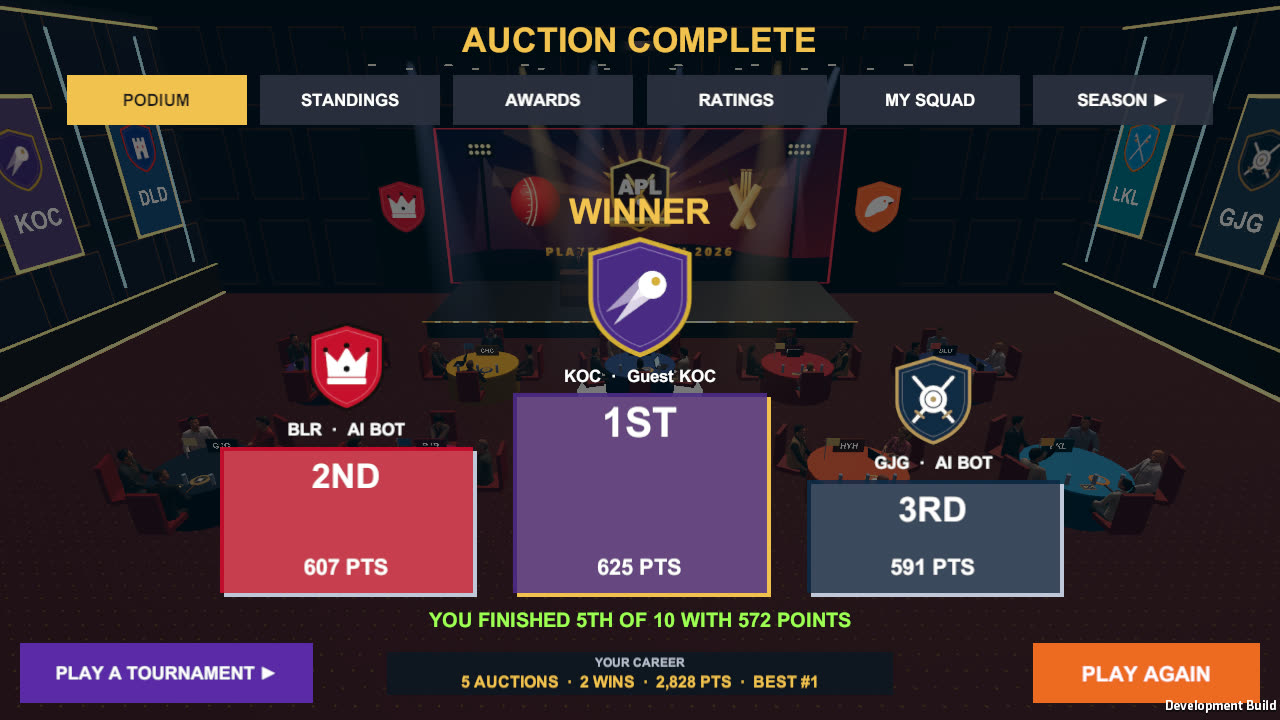 AUCTION COMPLETE
PODIUM
STANDINGS
AWARDS
RATINGS
MY SQUAD
SEASON ►
KOC
DLD
LKL
GJG
APL
WINNER
2026
KOC · Guest KOC
1ST
625 PTS
BLR · AI BOT
2ND
607 PTS
GJG · AI BOT
3RD
591 PTS
HYH
YOU FINISHED 5TH OF 10 WITH 572 POINTS
PLAY A TOURNAMENT ►
YOUR CAREER
5 AUCTIONS · 2 WINS · 2,828 PTS · BEST #1
PLAY AGAIN
Development Build